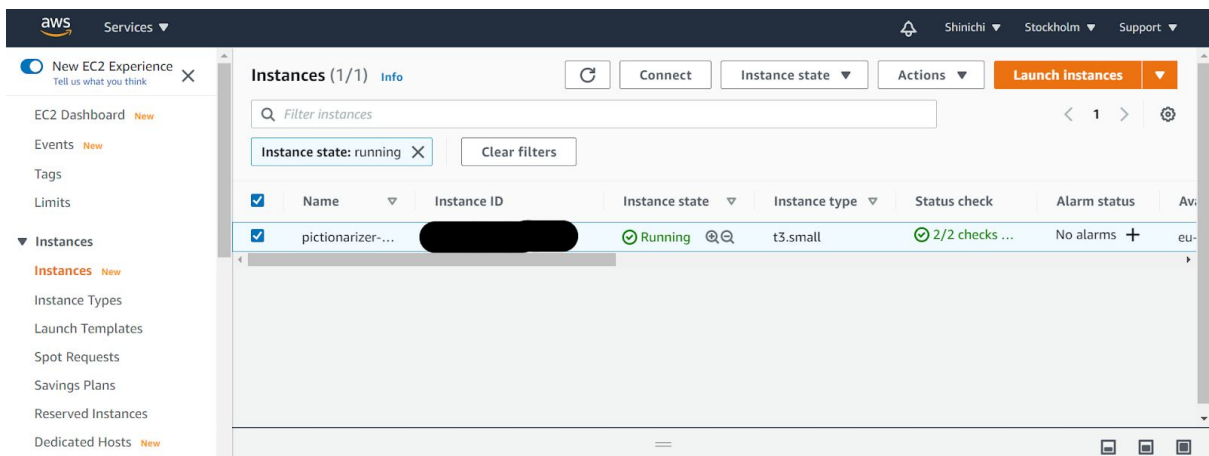 aws Services ▼ Shinichi ▼ Stockholm ▼ Support ▼
New EC2 Experience
Tell us what you think
EC2 Dashboard New
Events New
Tags
Limits
▼ Instances
Instances New
Instance Types
Launch Templates
Spot Requests
Savings Plans
Reserved Instances
Dedicated Hosts New
Instances (1/1) Info Connect Instance state ▼ Actions ▼ Launch instances ▼
Filter instances < 1 >
Instance state: running Clear filters
Name Instance ID Instance state Instance type Status check Alarm status
pictionarizer-... Running t3.small 2/2 checks ... No alarms + eu-